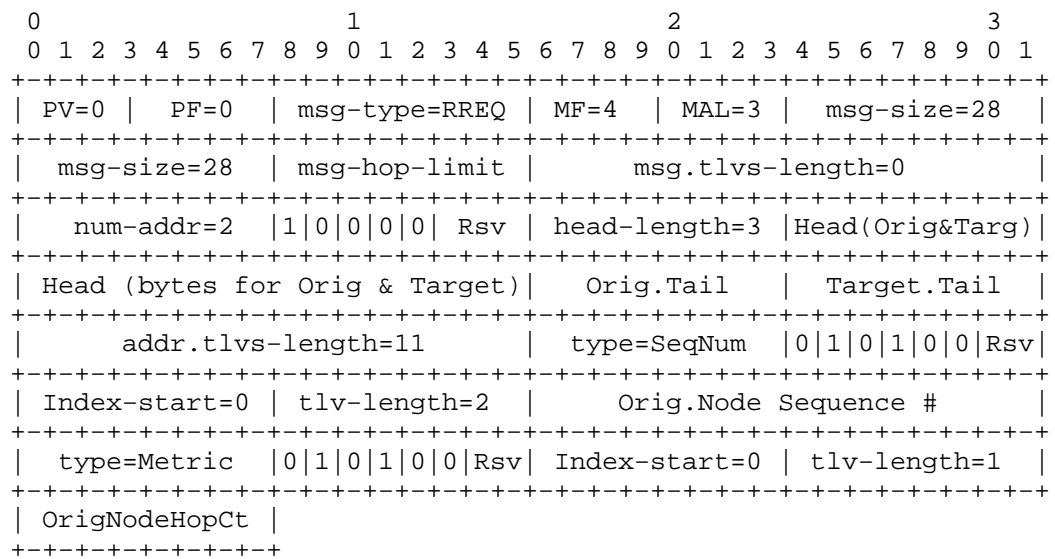 0                   1                   2                   3
 0 1 2 3 4 5 6 7 8 9 0 1 2 3 4 5 6 7 8 9 0 1 2 3 4 5 6 7 8 9 0 1
+-+-+-+-+-+-+-+-+-+-+-+-+-+-+-+-+-+-+-+-+-+-+-+-+-+-+-+-+-+-+-+-+
| PV=0 |  PF=0  | msg-type=RREQ | MF=4  | MAL=3 |  msg-size=28  |
+-+-+-+-+-+-+-+-+-+-+-+-+-+-+-+-+-+-+-+-+-+-+-+-+-+-+-+-+-+-+-+-+
|  msg-size=28  | msg-hop-limit |      msg.tlvs-length=0        |
+-+-+-+-+-+-+-+-+-+-+-+-+-+-+-+-+-+-+-+-+-+-+-+-+-+-+-+-+-+-+-+-+
|   num-addr=2  |1|0|0|0|0| Rsv | head-length=3 |Head(Orig&Targ)|
+-+-+-+-+-+-+-+-+-+-+-+-+-+-+-+-+-+-+-+-+-+-+-+-+-+-+-+-+-+-+-+-+
| Head (bytes for Orig & Target)|   Orig.Tail   |  Target.Tail  |
+-+-+-+-+-+-+-+-+-+-+-+-+-+-+-+-+-+-+-+-+-+-+-+-+-+-+-+-+-+-+-+-+
|      addr.tlvs-length=11      |  type=SeqNum  |0|1|0|1|0|0|Rsv|
+-+-+-+-+-+-+-+-+-+-+-+-+-+-+-+-+-+-+-+-+-+-+-+-+-+-+-+-+-+-+-+-+
| Index-start=0 | tlv-length=2  |     Orig.Node Sequence #      |
+-+-+-+-+-+-+-+-+-+-+-+-+-+-+-+-+-+-+-+-+-+-+-+-+-+-+-+-+-+-+-+-+
|  type=Metric  |0|1|0|1|0|0|Rsv| Index-start=0 | tlv-length=1  |
+-+-+-+-+-+-+-+-+-+-+-+-+-+-+-+-+-+-+-+-+-+-+-+-+-+-+-+-+-+-+-+-+
| OrigNodeHopCt |
+-+-+-+-+-+-+-+-+